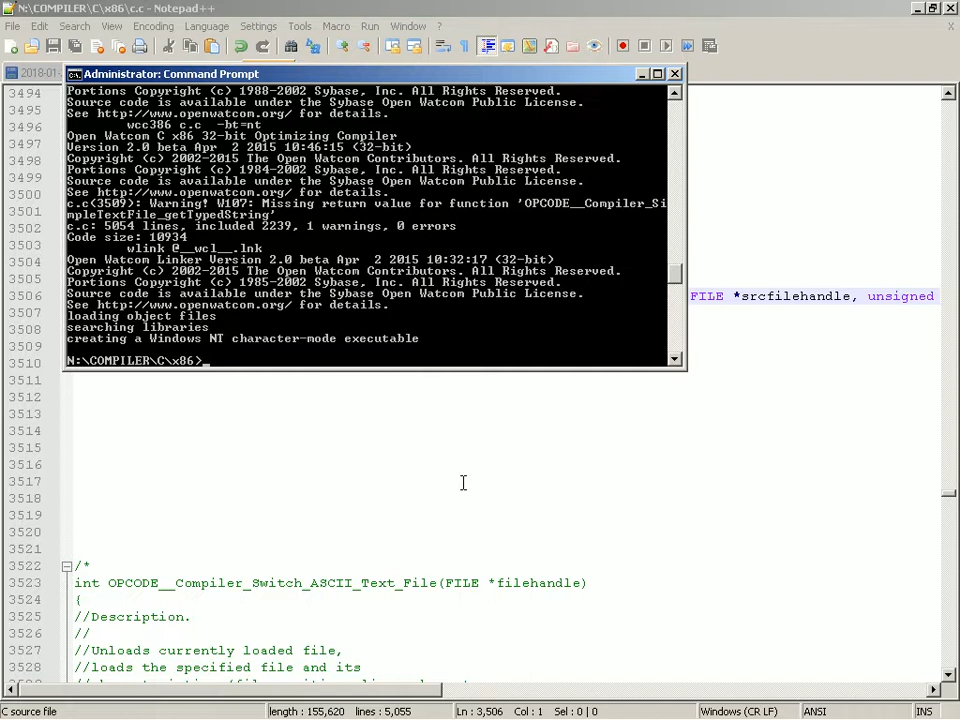 N:\COMPILER\C\x86\c.c - Notepad++
File Edit Search View Encoding Language Settings Tools Macro Run Window ?
X
2018-01-
Administrator: Command Prompt
Portions Copyright (c) 1988-2002 Sybase, Inc. All Rights Reserved.
Source code is available under the Sybase Open Watcom Public License.
See http://www.openwatcom.org/ for details.
wcc386 c.c  -bt=nt
Open Watcom C x86 32-bit Optimizing Compiler
Version 2.0 beta Apr  2 2015 10:46:15 (32-bit)
Copyright (c) 2002-2015 The Open Watcom Contributors. All Rights Reserved.
Portions Copyright (c) 1984-2002 Sybase, Inc. All Rights Reserved.
Source code is available under the Sybase Open Watcom Public License.
See http://www.openwatcom.org/ for details.
c.c(3509): Warning! W107: Missing return value for function 'OPCODE__Compiler_Si
mpleTextFile_getTypedString'
c.c: 5054 lines, included 2239, 1 warnings, 0 errors
Code size: 10934
wlink @__wcl__.lnk
Open Watcom Linker Version 2.0 beta Apr  2 2015 10:32:17 (32-bit)
Copyright (c) 2002-2015 The Open Watcom Contributors. All Rights Reserved.
Portions Copyright (c) 1985-2002 Sybase, Inc. All Rights Reserved.
Source code is available under the Sybase Open Watcom Public License.
See http://www.openwatcom.org/ for details.
loading object files
searching libraries
creating a Windows NT character-mode executable
N:\COMPILER\C\x86>_
3494
3495
3496
3497
3498
3499
3500
3501
3502
3503
3504
3505
3506 FILE *srcfilehandle, unsigned
3507
3508
3509
3510
3511
3512
3513
3514
3515
3516
3517
3518
3519
3520
3521
3522 /*
3523 int OPCODE__Compiler_Switch_ASCII_Text_File(FILE *filehandle)
3524 {
3525 //Description.
3526 //
3527 //Unloads currently loaded file,
3528 //loads the specified file and its
C source file length : 155,620 lines : 5,055 Ln : 3,506 Col : 1 Sel : 0 | 0 Windows (CR LF) ANSI INS